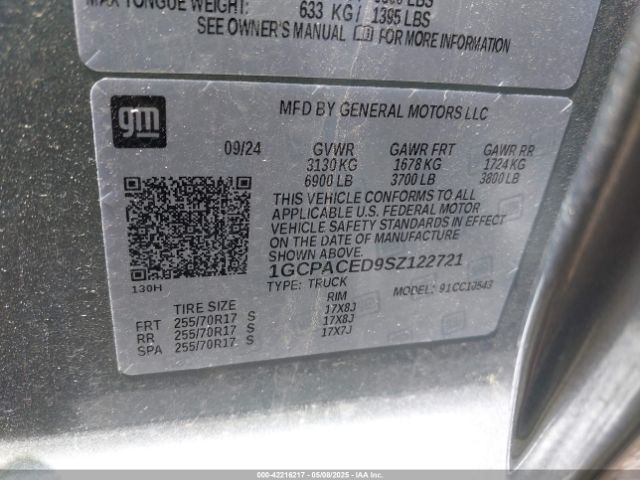 MAX TONGUE WEIGHT:
633 KG / 1395 LBS
SEE OWNER'S MANUAL FOR MORE INFORMATION
gm
MFD BY GENERAL MOTORS LLC
09/24 GVWR GAWR FRT GAWR RR
3130 KG 1678 KG 1724 KG
6900 LB 3700 LB 3800 LB
THIS VEHICLE CONFORMS TO ALL
APPLICABLE U.S. FEDERAL MOTOR
VEHICLE SAFETY STANDARDS IN EFFECT
ON THE DATE OF MANUFACTURE SHOWN ABOVE.
1GCPACED9SZ122721
130H
TYPE: TRUCK MODEL: 91CC10543
TIRE SIZE RIM
FRT 255/70R17 S 17X8J
RR 255/70R17 S 17X8J
SPA 255/70R17 S 17X7J
000-42216217 - 05/08/2025 - COPYRIGHT IAA, LLC